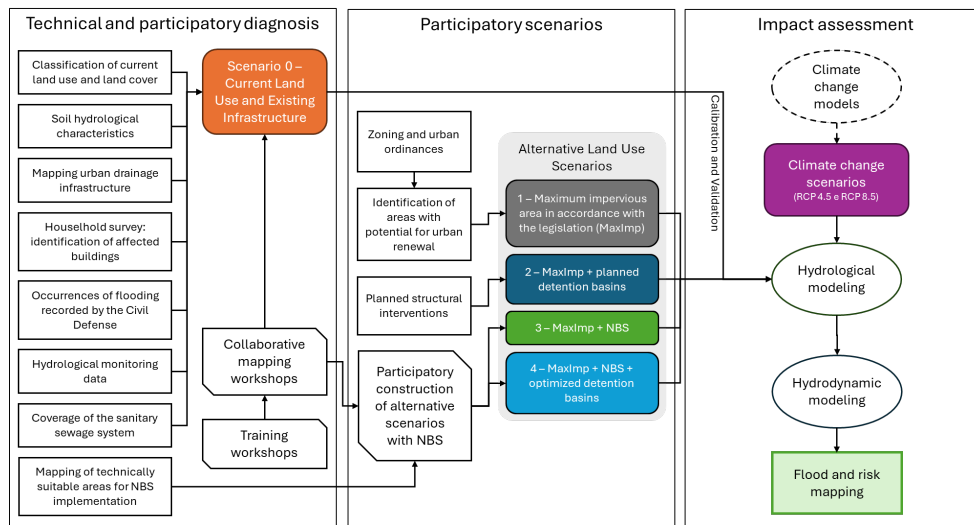 Technical and participatory diagnosis
Classification of current
land use and land cover
Soil hydrological
characteristics
Mapping urban drainage
infrastructure
Household survey:
identification of affected
buildings
Occurrences of flooding
recorded by the Civil
Defense
Hydrological monitoring
data
Coverage of the sanitary
sewage system
Mapping of technically
suitable areas for NBS
implementation
Scenario 0 –
Current Land
Use and Existing
Infrastructure
Collaborative
mapping
workshops
Training
workshops
Participatory scenarios
Zoning and urban
ordinances
Identification of
areas with
potential for urban
renewal
Planned structural
interventions
Participatory
construction
of alternative
scenarios
with NBS
Alternative Land Use
Scenarios
1 – Maximum impervious
area in accordance with
the legislation (MaxImp)
2 – MaxImp + planned
detention basins
3 – MaxImp + NBS
4 – MaxImp + NBS +
optimized detention
basins
Impact assessment
Calibration and Validation
Climate
change
models
Climate change
scenarios
(RCP 4.5 e RCP 8.5)
Hydrological
modeling
Hydrodynamic
modeling
Flood and risk
mapping